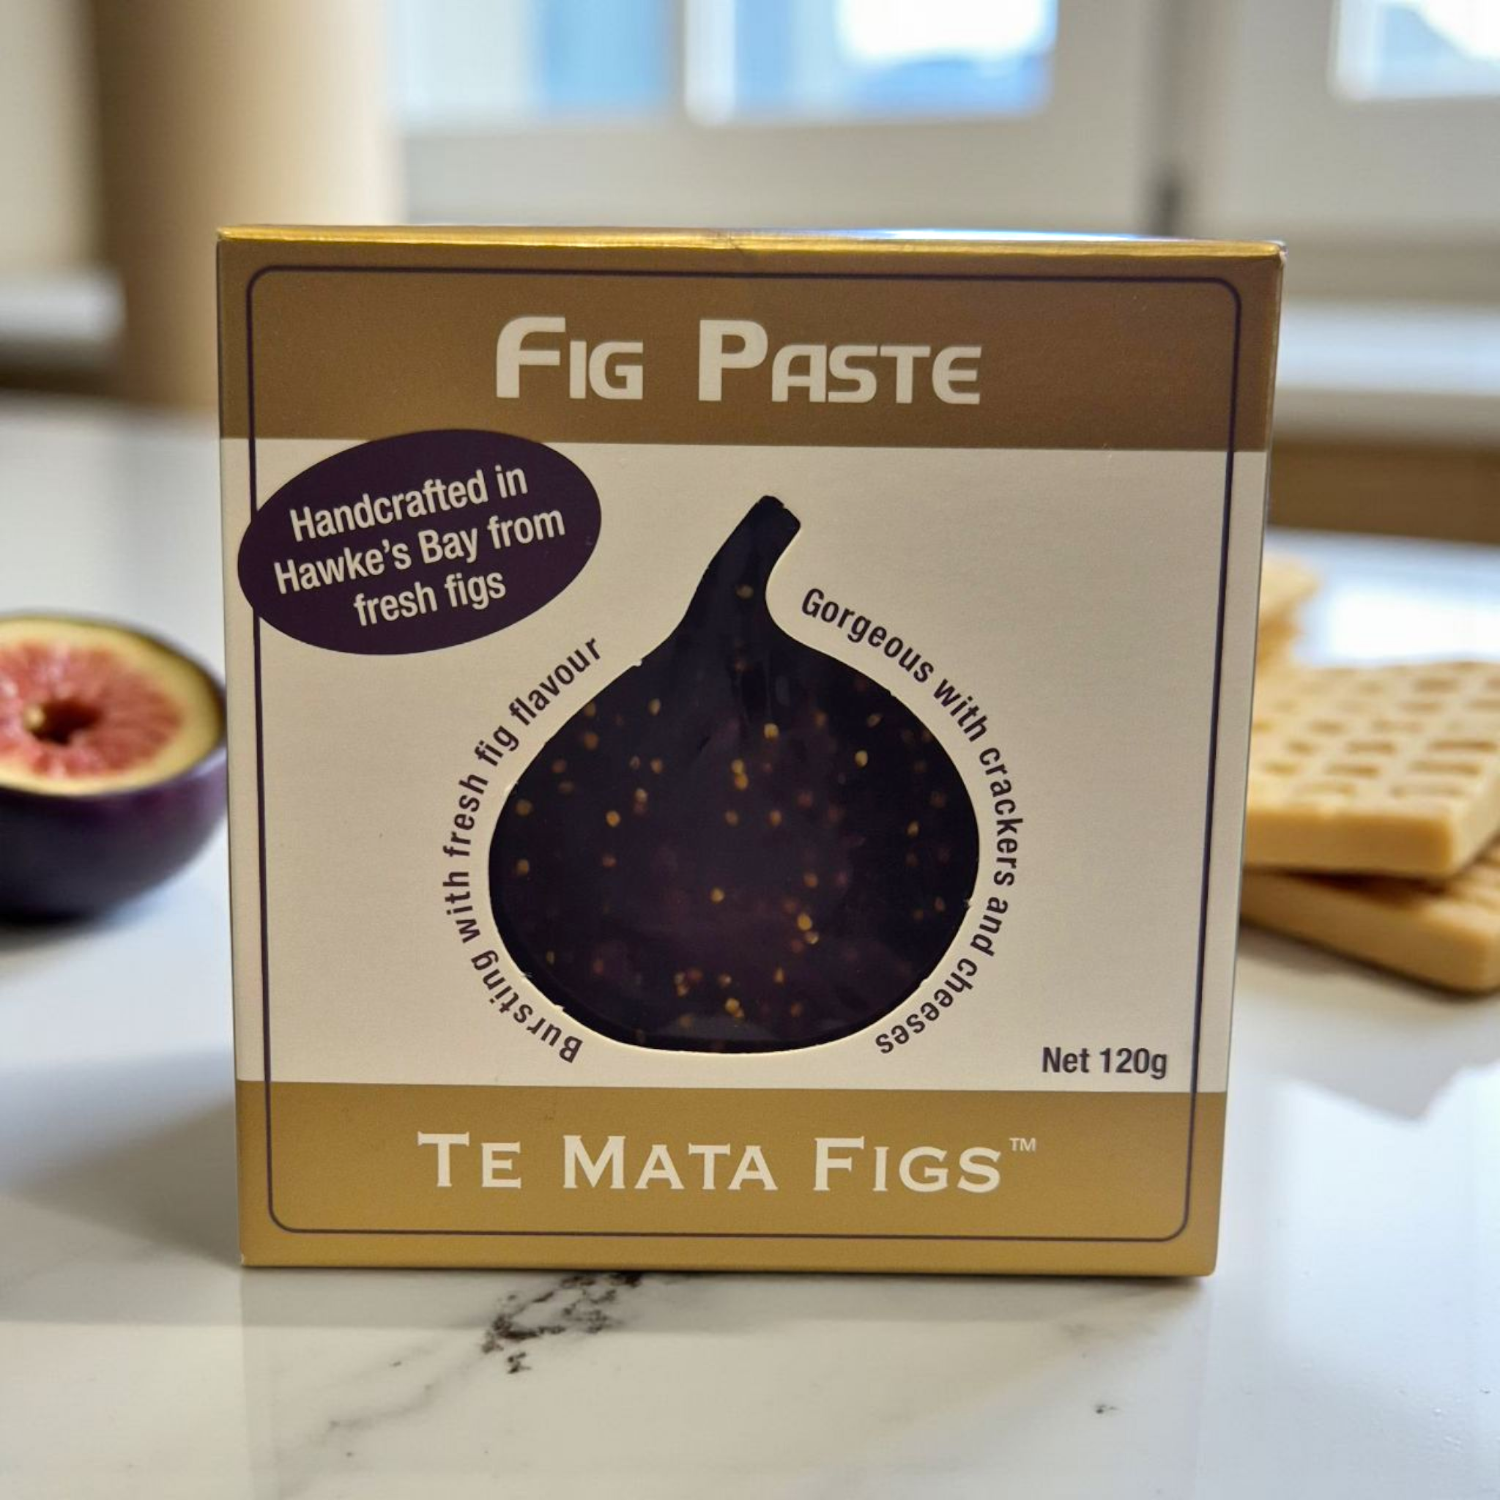 Fig Paste
Handcrafted in
Hawke's Bay from
fresh figs
Bursting with fresh fig flavour
Gorgeous with crackers and cheeses
Net 120g
Te Mata Figs™